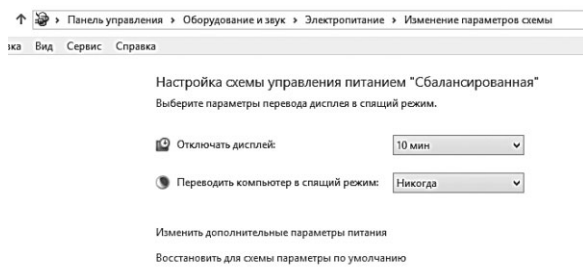 Панель управления › Оборудование и звук › Электропитание › Изменение параметров схемы
Вид Сервис Справка
Настройка схемы управления питанием "Сбалансированная"
Выберите параметры перевода дисплея в спящий режим.
Отключать дисплей: 10 мин
Переводить компьютер в спящий режим: Никогда
Изменить дополнительные параметры питания
Восстановить для схемы параметры по умолчанию